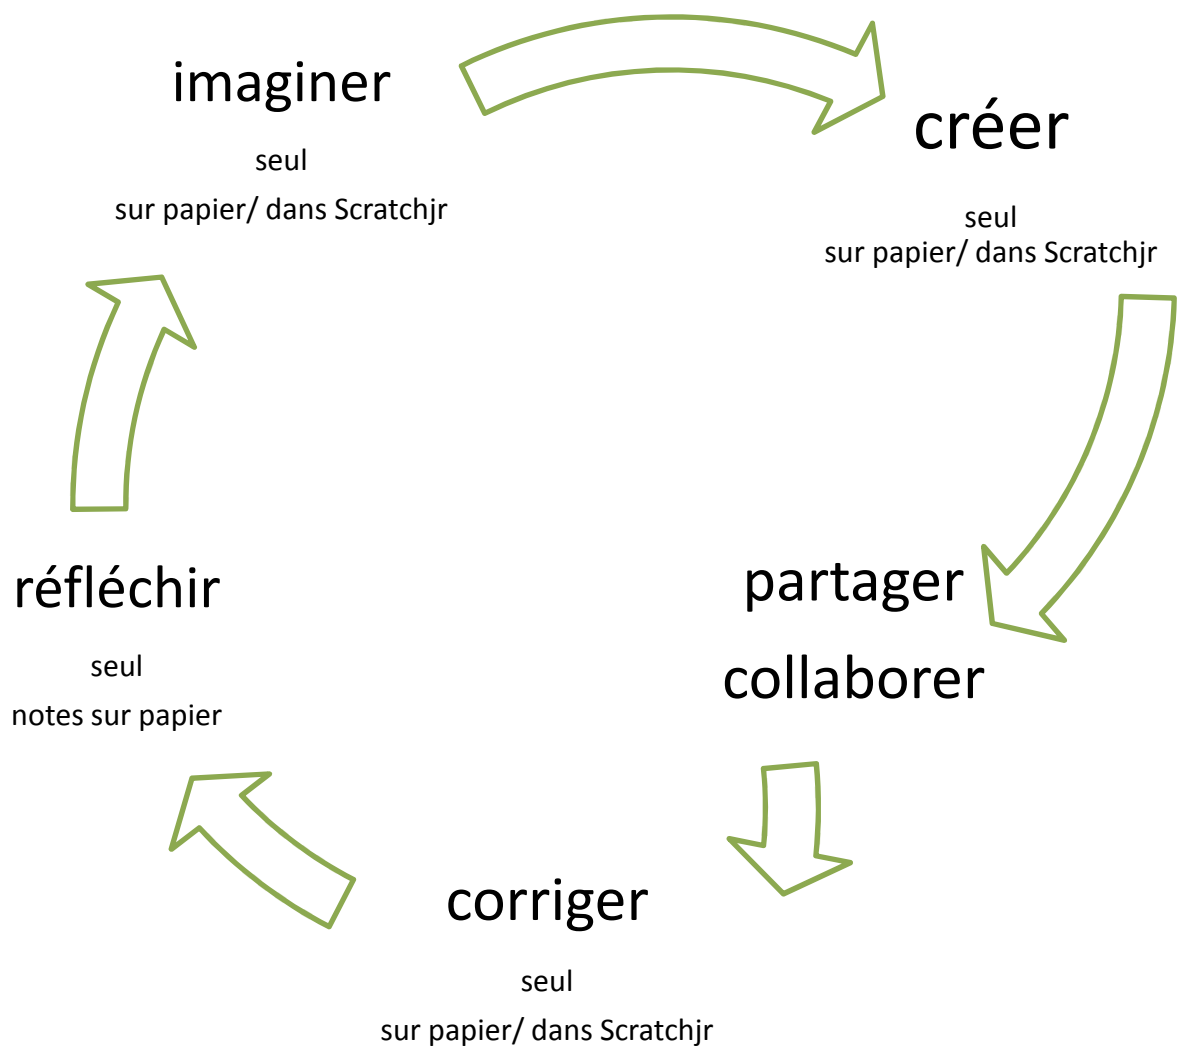 imaginer
seul
sur papier/ dans Scratchjr
créer
seul
sur papier/ dans Scratchjr
partager
collaborer
corriger
seul
sur papier/ dans Scratchjr
réfléchir
seul
notes sur papier